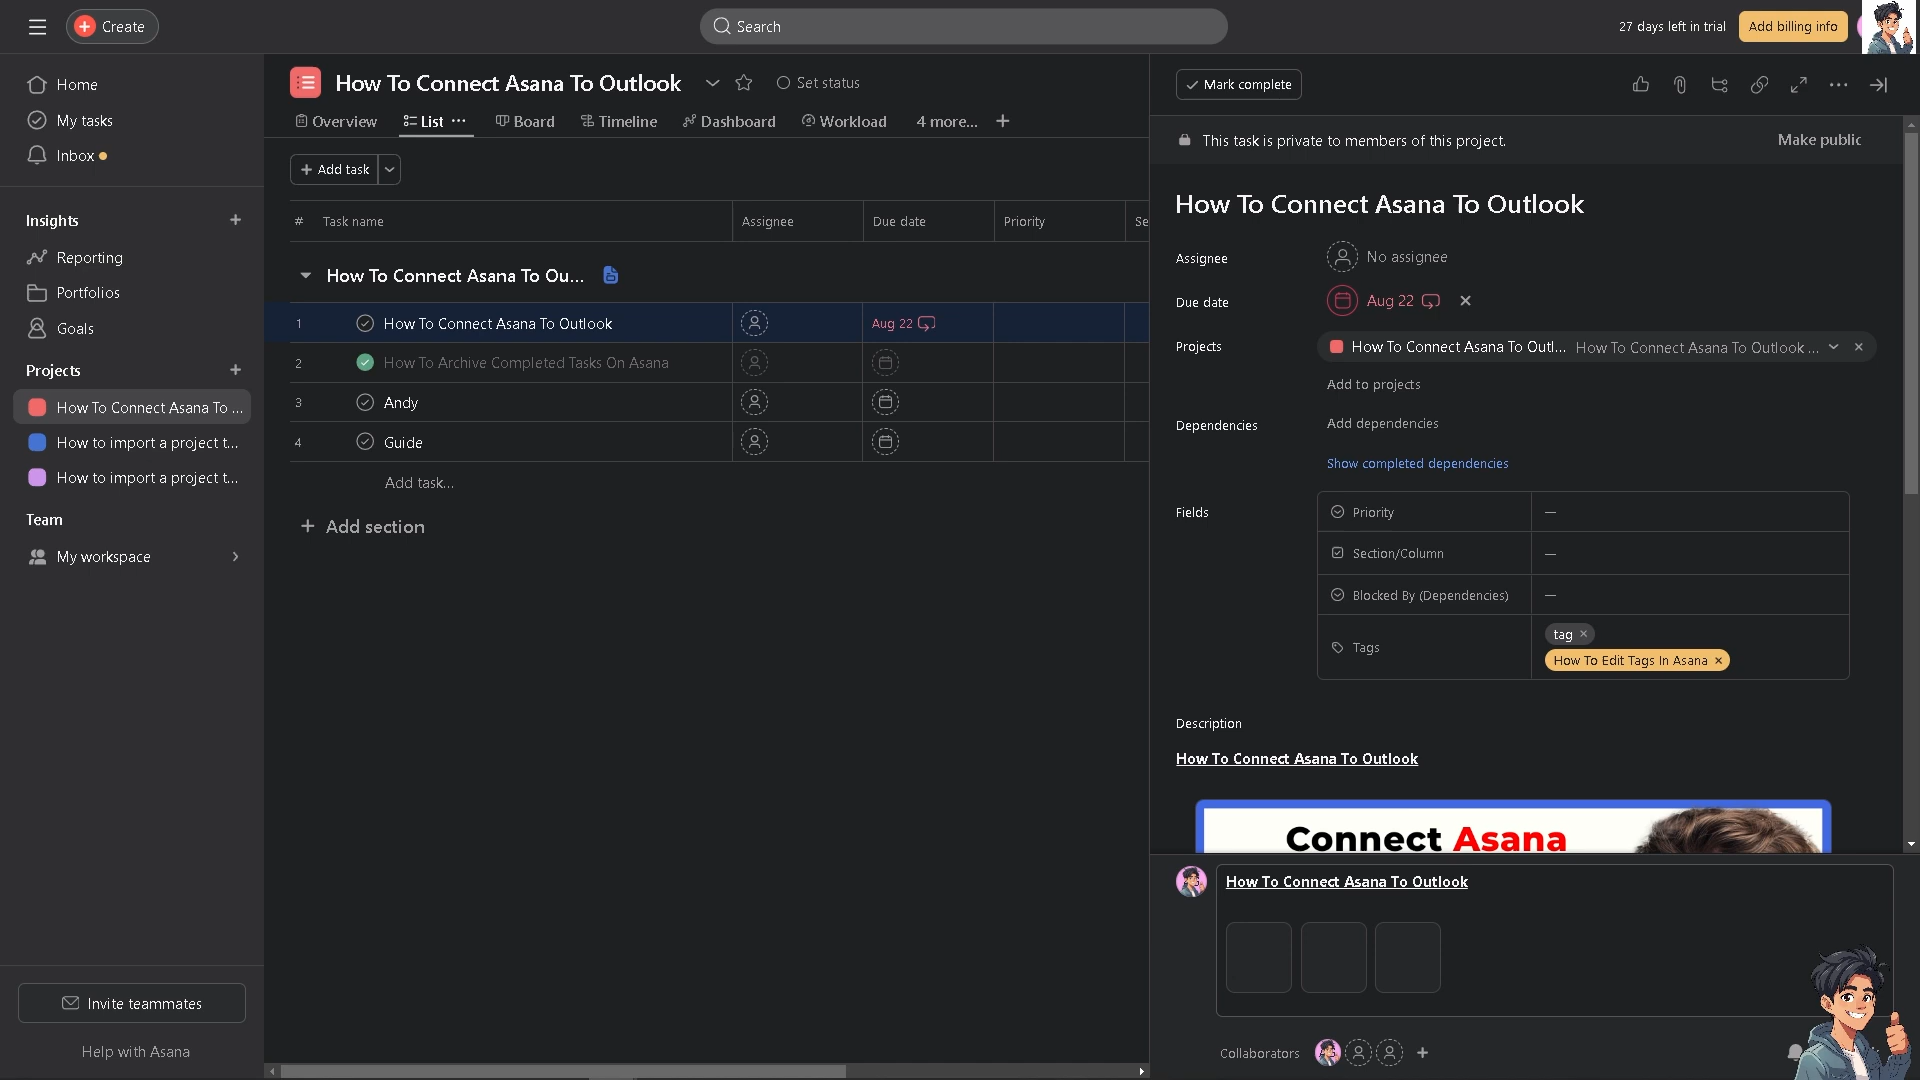 Create
Search
27 days left in trial
Add billing info
Home
My tasks
Inbox
Insights
Reporting
Portfolios
Goals
Projects
How To Connect Asana To ...
How to import a project t...
How to import a project t...
Team
My workspace
Invite teammates
Help with Asana
How To Connect Asana To Outlook
Set status
Overview
List
Board
Timeline
Dashboard
Workload
4 more...
Add task
# Task name Assignee Due date Priority Se
How To Connect Asana To Ou...
1 How To Connect Asana To Outlook Aug 22
2 How To Archive Completed Tasks On Asana
3 Andy
4 Guide
Add task...
Add section
Mark complete
This task is private to members of this project.
Make public
How To Connect Asana To Outlook
Assignee No assignee
Due date Aug 22
Projects How To Connect Asana To Outl... How To Connect Asana To Outlook ...
Add to projects
Dependencies Add dependencies
Show completed dependencies
Fields
Priority —
Section/Column —
Blocked By (Dependencies) —
Tags
tag
How To Edit Tags In Asana
Description
How To Connect Asana To Outlook
Connect Asana
How To Connect Asana To Outlook
Collaborators